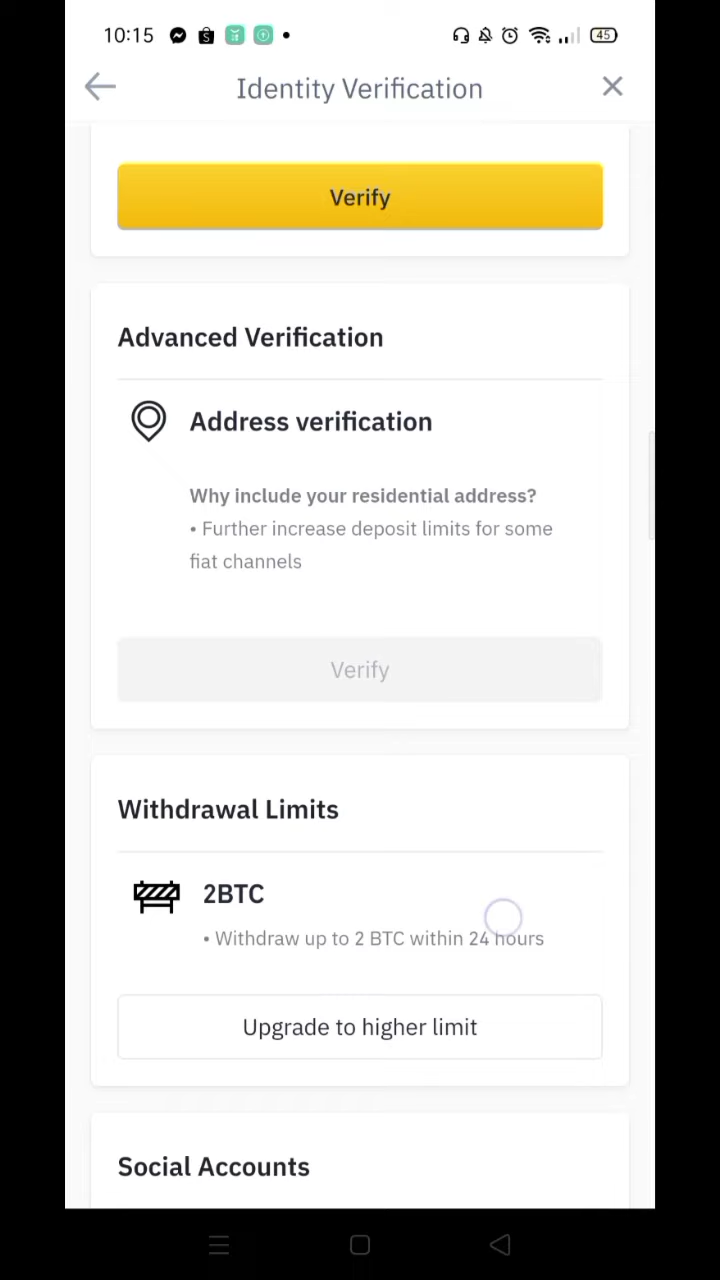 10:15
45
Identity Verification
Verify
Advanced Verification
Address verification
Why include your residential address?
• Further increase deposit limits for some
fiat channels
Verify
Withdrawal Limits
2BTC
• Withdraw up to 2 BTC within 24 hours
Upgrade to higher limit
Social Accounts